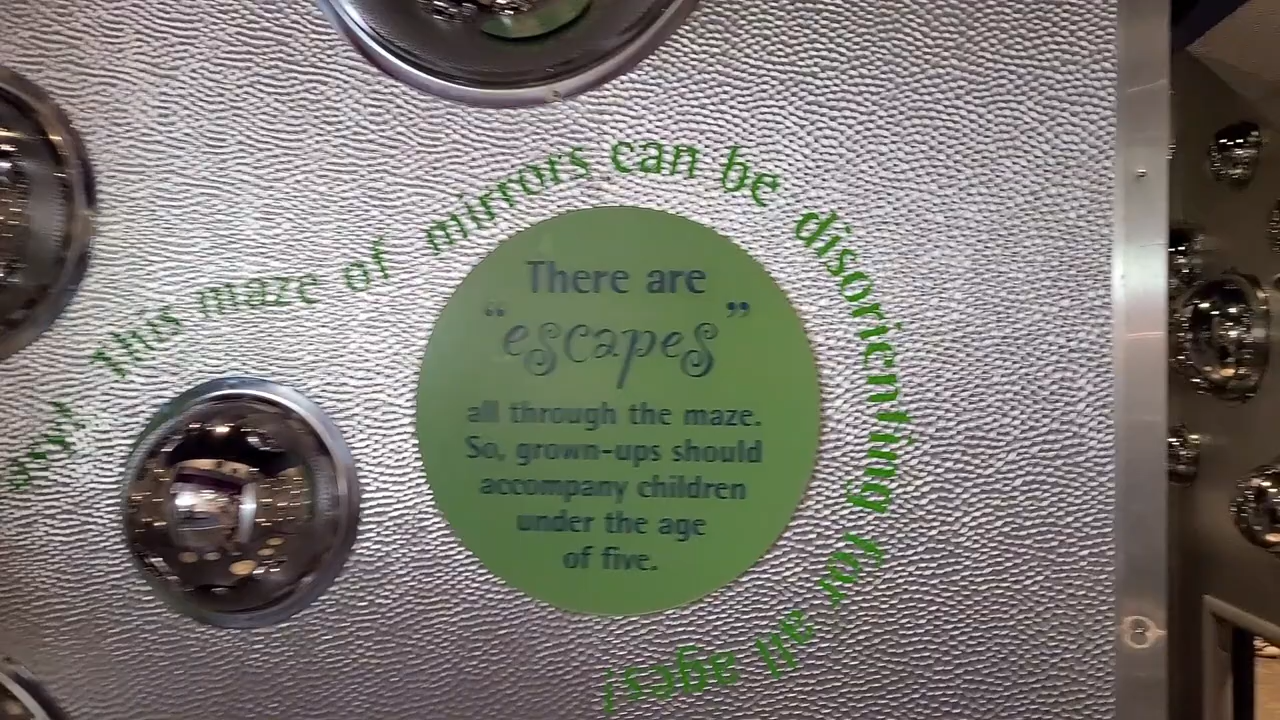 This maze of mirrors can be disorienting for all ages!
There are
“escapes”
all through the maze.
So, grown-ups should
accompany children
under the age
of five.